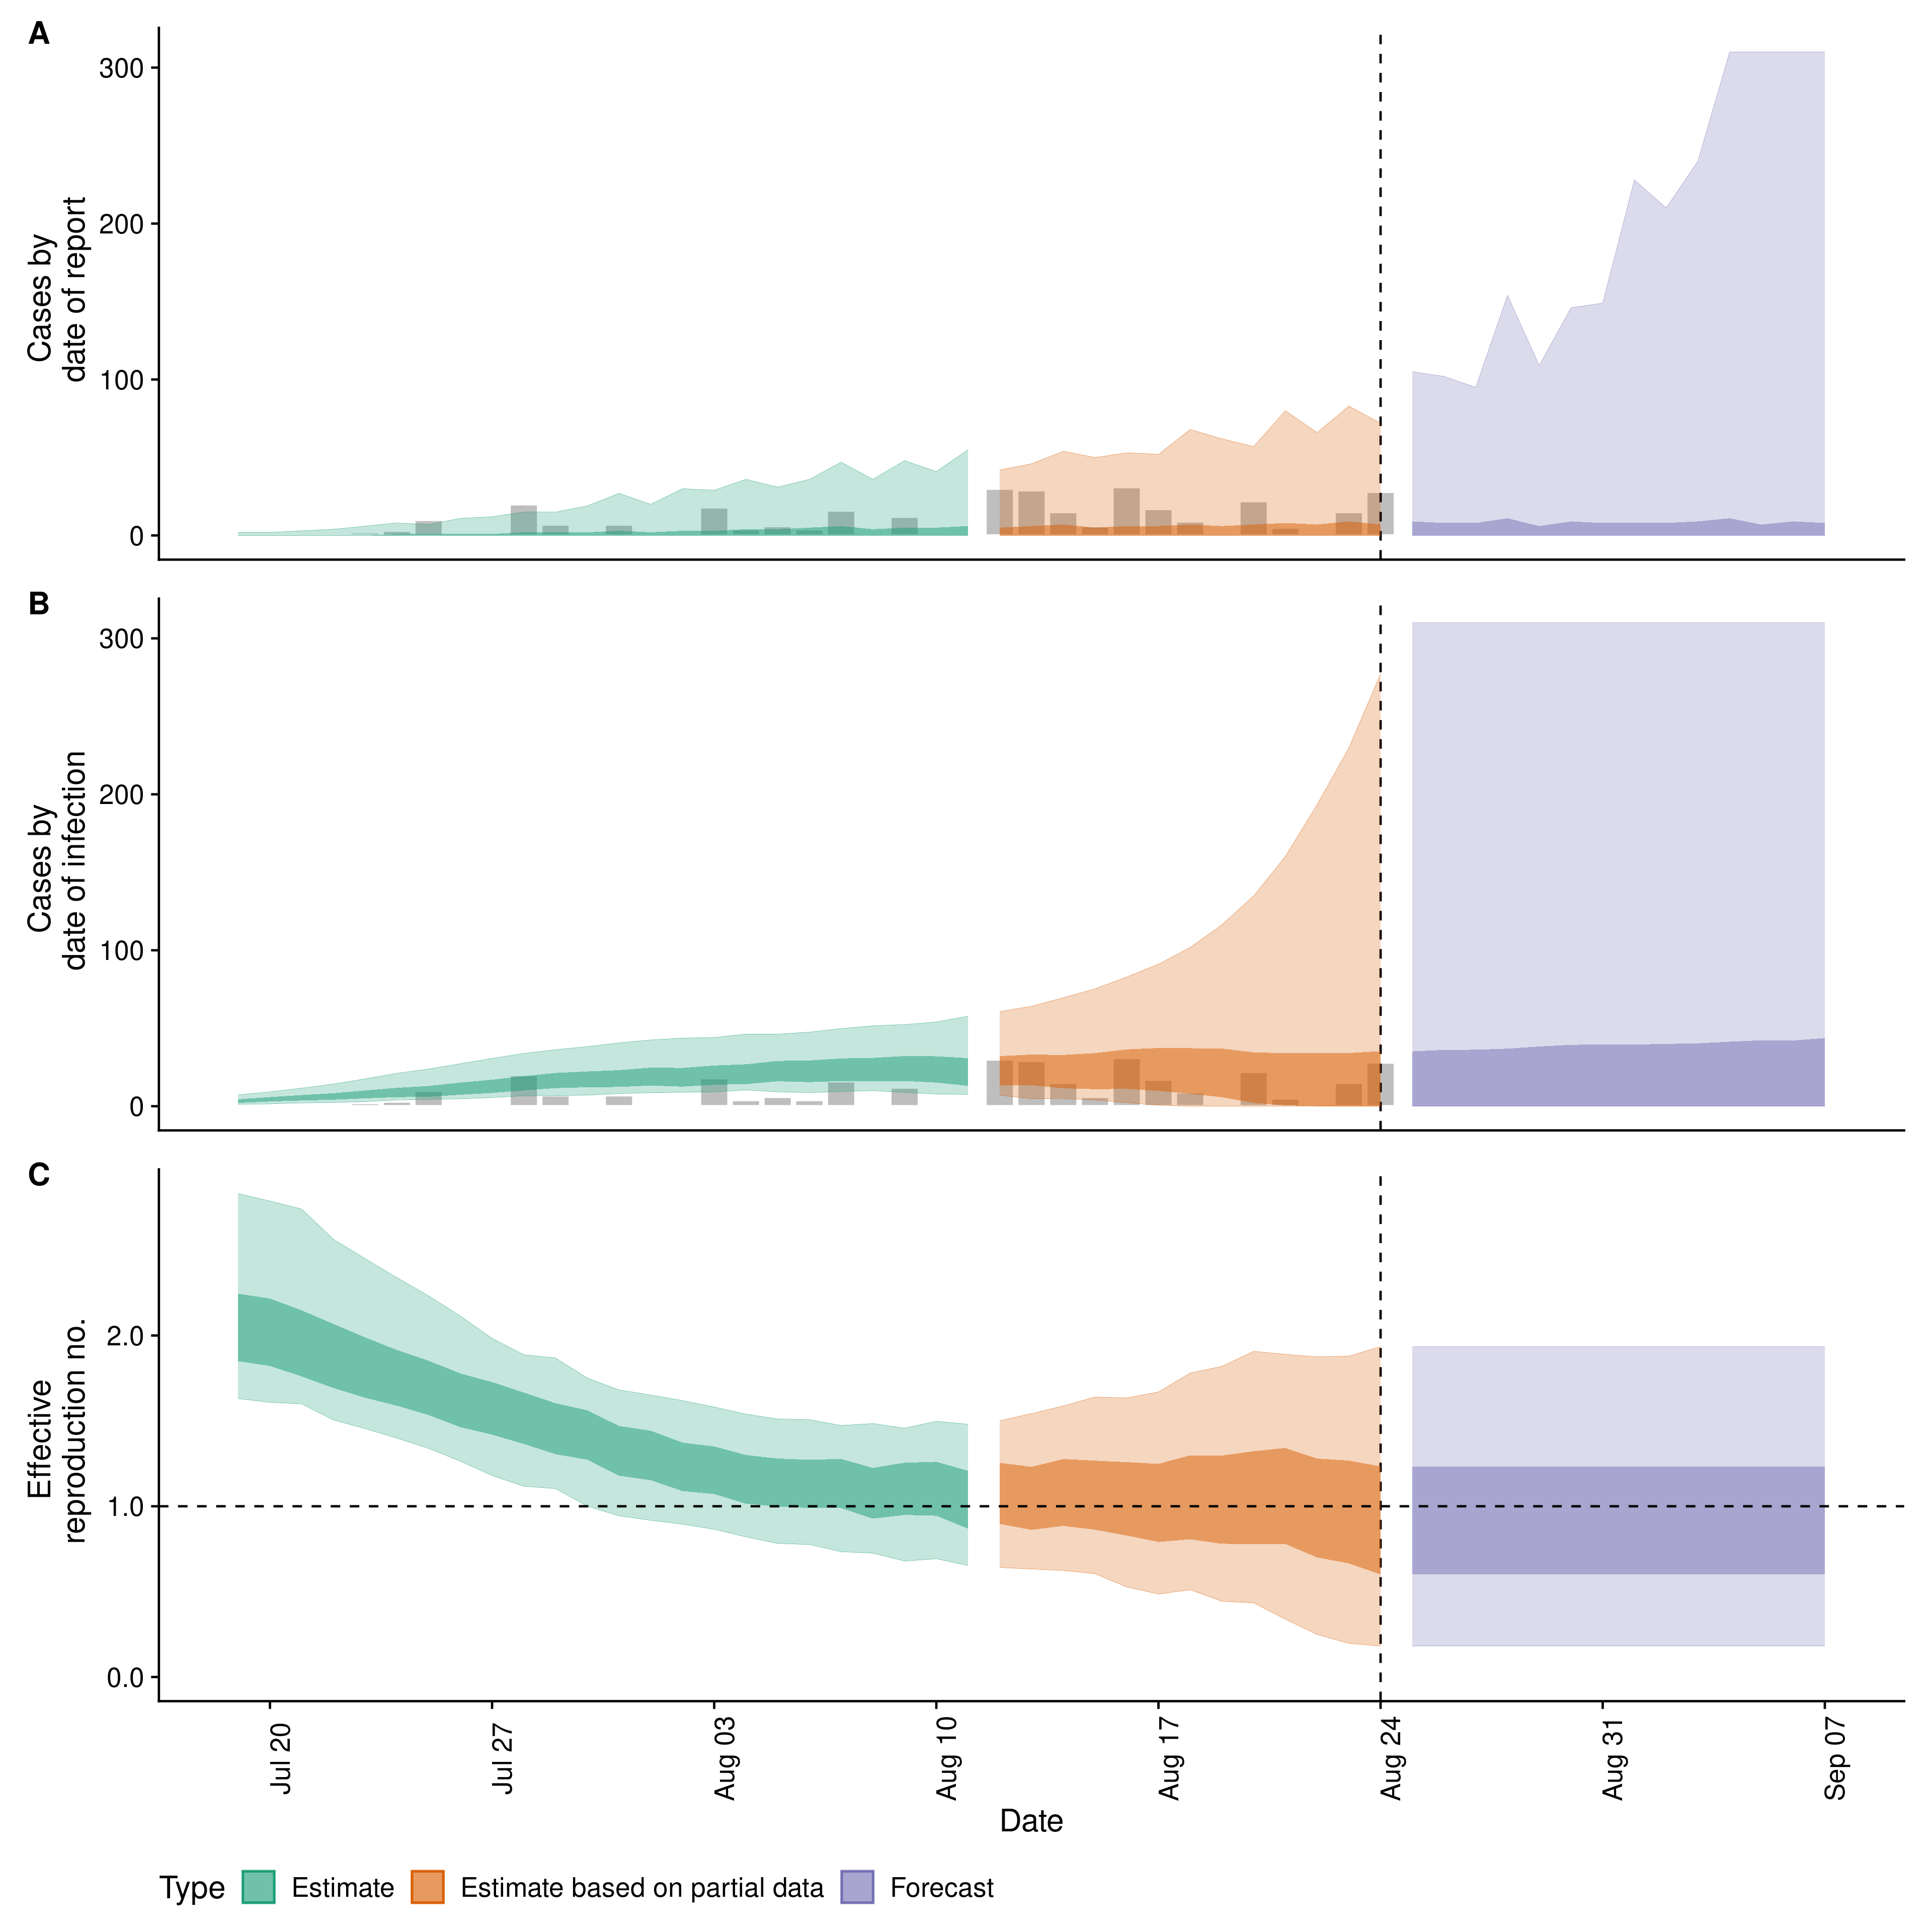 A
Cases by
date of report
300
200
100
0
B
Cases by
date of infection
300
200
100
0
C
Effective
reproduction no.
2.0
1.0
0.0
Jul 20
Jul 27
Aug 03
Aug 10
Aug 17
Aug 24
Aug 31
Sep 07
Date
Type Estimate Estimate based on partial data Forecast